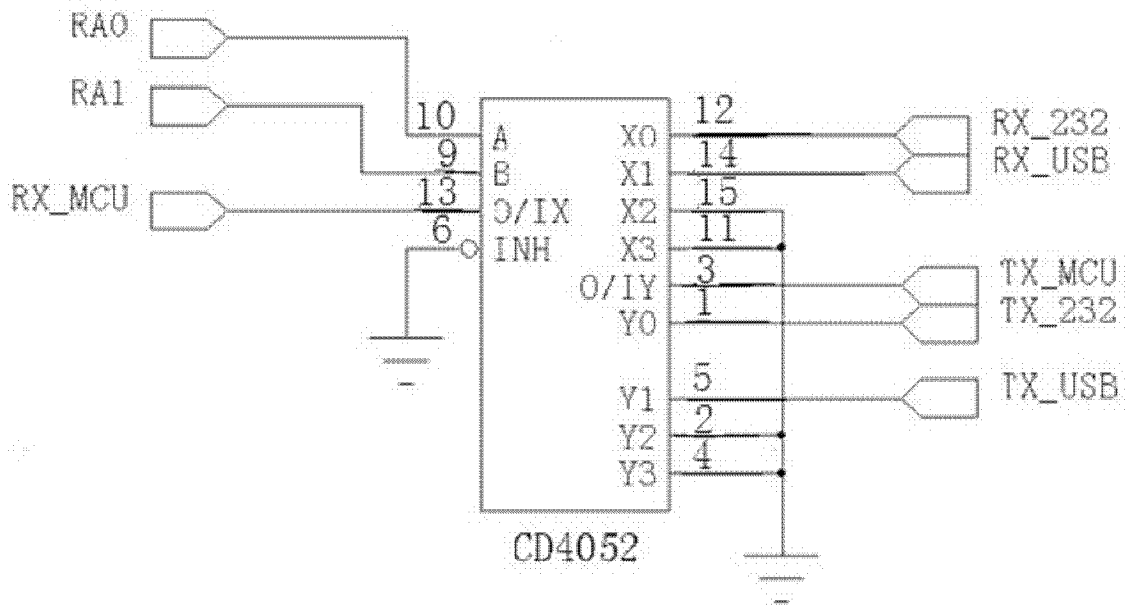 RA0
RA1
RX_MCU
10
9
13
6
A
B
O/IX
INH
X0
X1
X2
X3
O/IY
Y0
Y1
Y2
Y3
12
14
15
11
3
1
5
2
4
RX_232
RX_USB
TX_MCU
TX_232
TX_USB
CD4052